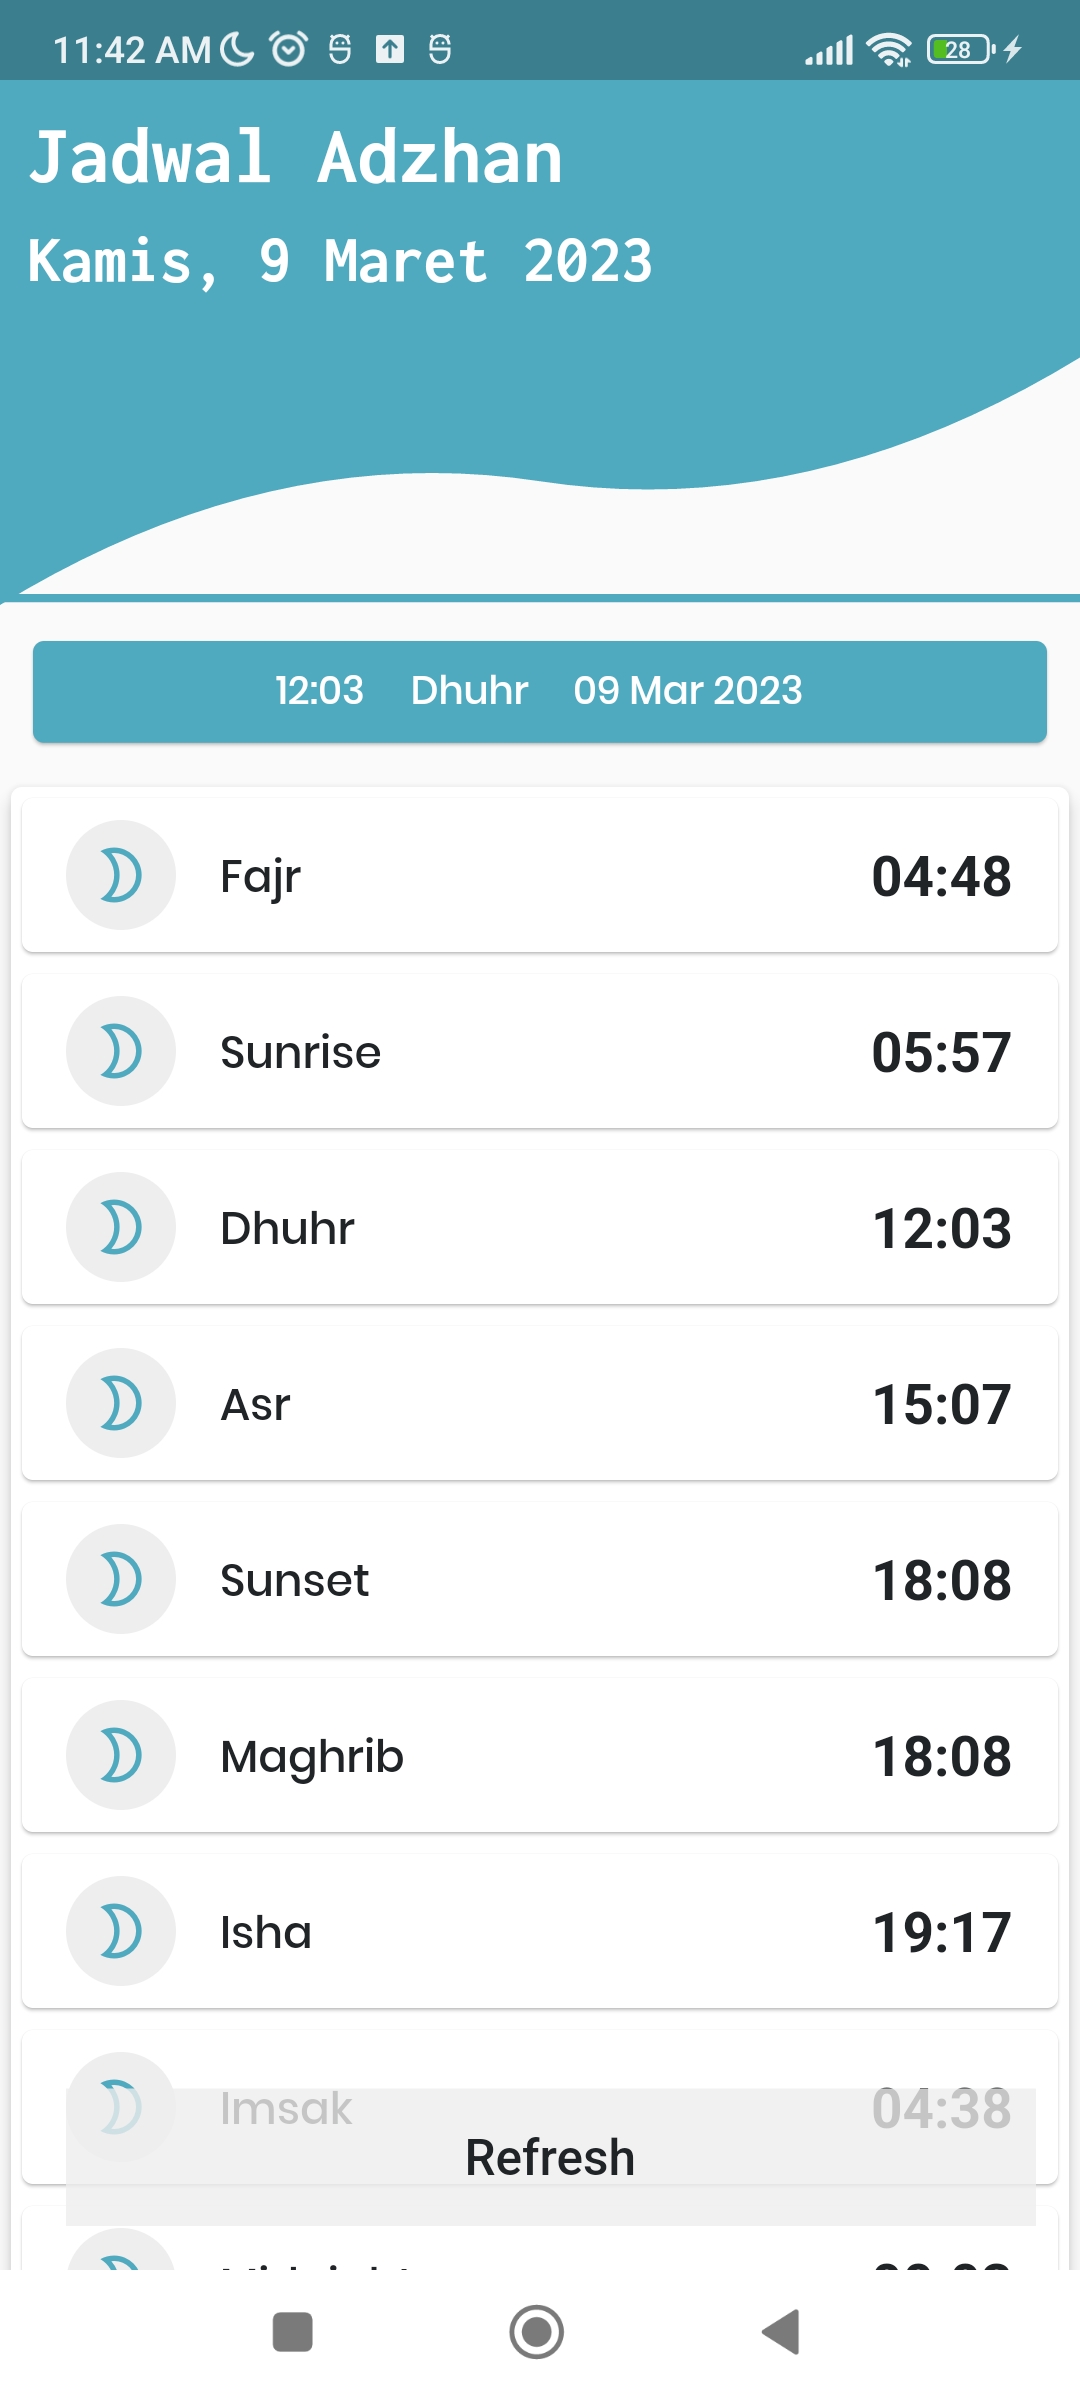 11:42 AM
28
Jadwal Adzhan
Kamis, 9 Maret 2023
12:03 Dhuhr 09 Mar 2023
Fajr 04:48
Sunrise 05:57
Dhuhr 12:03
Asr 15:07
Sunset 18:08
Maghrib 18:08
Isha 19:17
Imsak 04:38
Refresh